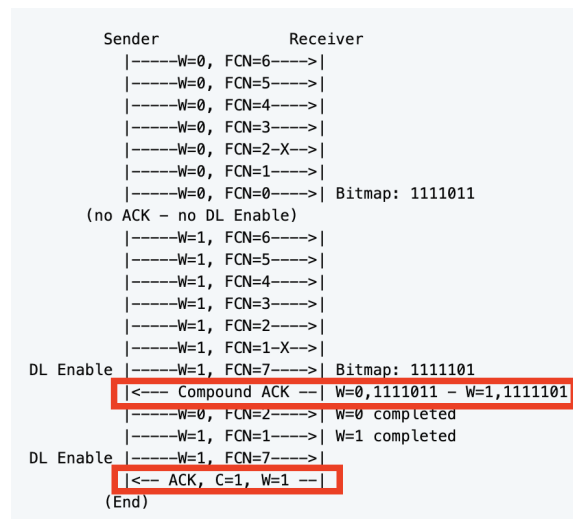 Sender Receiver
|-----W=0, FCN=6---->|
|-----W=0, FCN=5---->|
|-----W=0, FCN=4---->|
|-----W=0, FCN=3---->|
|-----W=0, FCN=2-X-->|
|-----W=0, FCN=1---->|
|-----W=0, FCN=0---->| Bitmap: 1111011
(no ACK – no DL Enable)
|-----W=1, FCN=6---->|
|-----W=1, FCN=5---->|
|-----W=1, FCN=4---->|
|-----W=1, FCN=3---->|
|-----W=1, FCN=2---->|
|-----W=1, FCN=1-X-->|
DL Enable |-----W=1, FCN=7---->| Bitmap: 1111101
|<--- Compound ACK --| W=0,1111011 – W=1,1111101
|-----W=0, FCN=2---->| W=0 completed
|-----W=1, FCN=1---->| W=1 completed
DL Enable |-----W=1, FCN=7---->|
|<-- ACK, C=1, W=1 --|
(End)